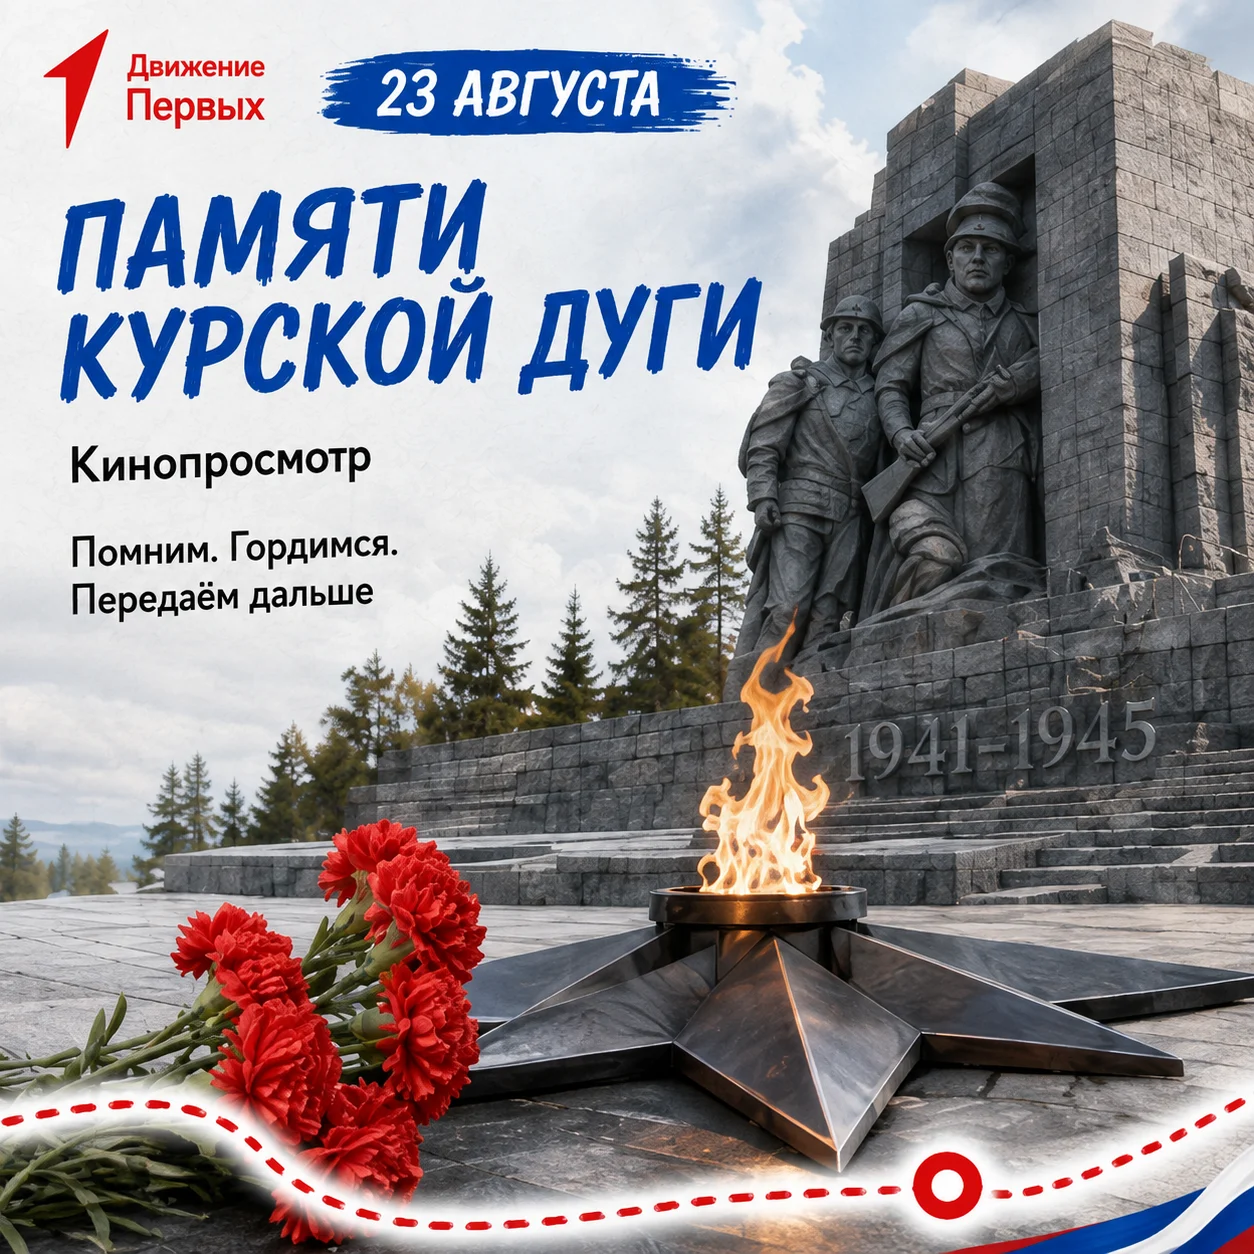 Движение
Первых
23 АВГУСТА
ПАМЯТИ
КУРСКОЙ ДУГИ
Кинопросмотр
Помним. Гордимся.
Передаём дальше
1941–1945